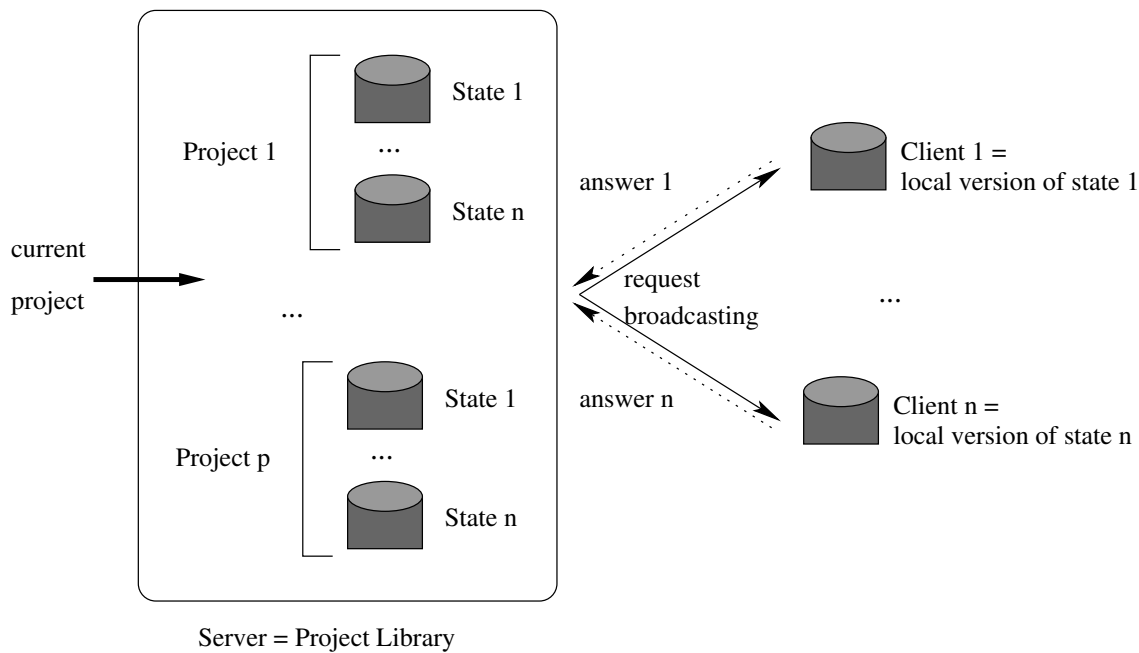 State 1
Project 1
...
State n
current
project
...
State 1
Project p
...
State n
Server = Project Library
answer 1
request
broadcasting
answer n
Client 1 =
local version of state 1
...
Client n =
local version of state n